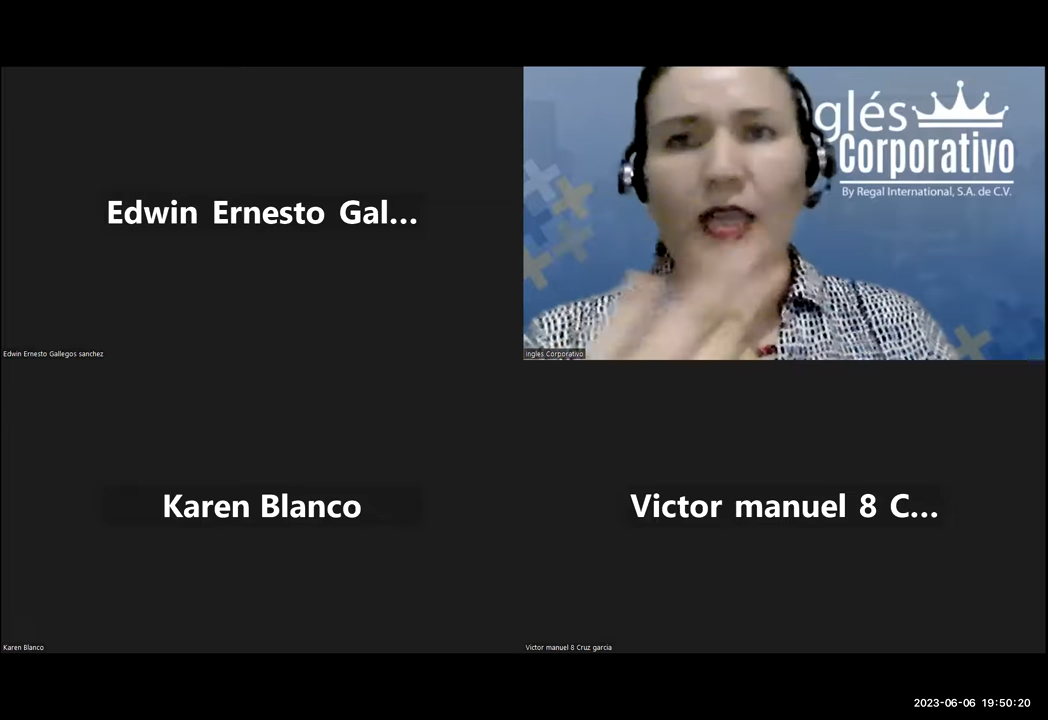 Edwin Ernesto Gal...
Edwin Ernesto Gallegos sanchez
glés
Corporativo
By Regal International, S.A. de C.V.
ingles Corporativo
Karen Blanco
Karen Blanco
Victor manuel 8 C...
Victor manuel 8 Cruz garcia
2023-06-06 19:50:20